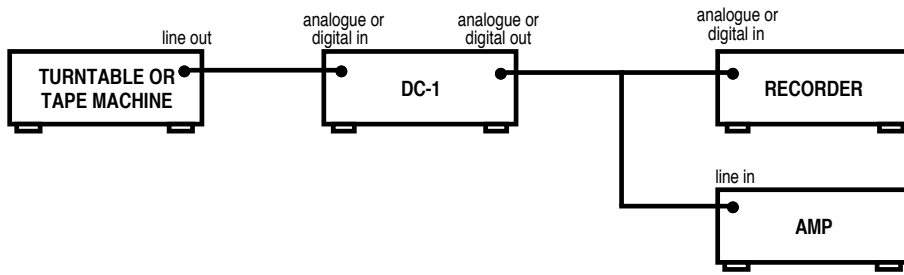 line out
analogue or
digital in
analogue or
digital out
analogue or
digital in
TURNTABLE OR
TAPE MACHINE
DC-1
RECORDER
line in
AMP